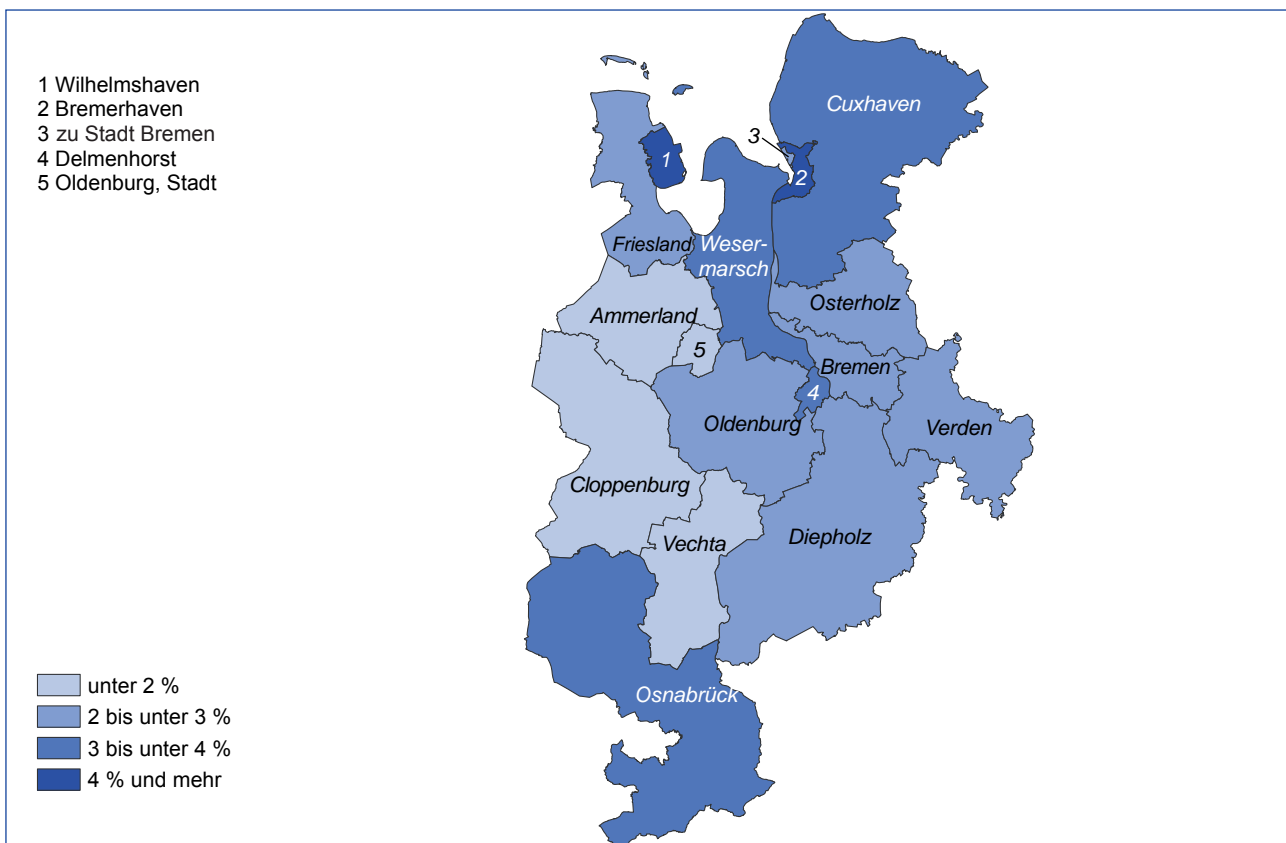 1 Wilhelmshaven
2 Bremerhaven
3 zu Stadt Bremen
4 Delmenhorst
5 Oldenburg, Stadt
Cuxhaven
3
1
2
Friesland
Weser-
marsch
Osterholz
Ammerland
5
Bremen
4
Oldenburg
Verden
Cloppenburg
Diepholz
Vechta
Osnabrück
unter 2 %
2 bis unter 3 %
3 bis unter 4 %
4 % und mehr